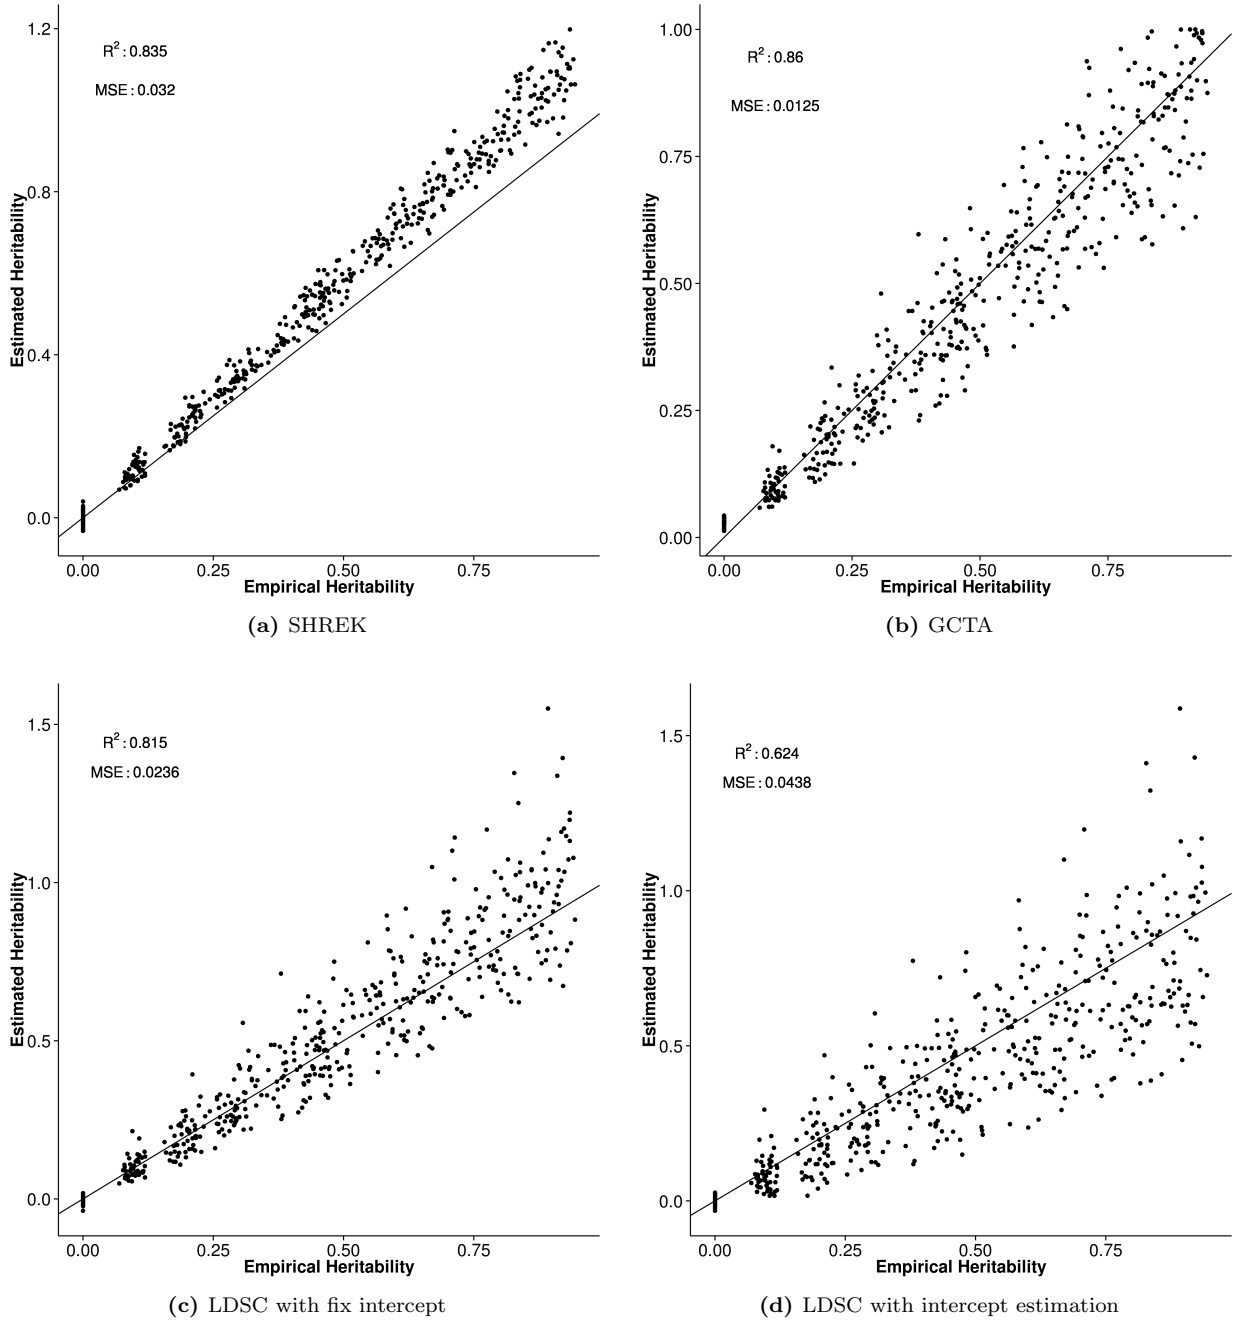 1.2
R²: 0.835
MSE: 0.032
0.8
0.4
0.0
Estimated Heritability
0.00 0.25 0.50 0.75
Empirical Heritability
(a) SHREK
1.00
R²: 0.86
MSE: 0.0125
0.75
0.50
0.25
0.00
Estimated Heritability
0.00 0.25 0.50 0.75
Empirical Heritability
(b) GCTA
1.5
R²: 0.815
MSE: 0.0236
1.0
0.5
0.0
Estimated Heritability
0.00 0.25 0.50 0.75
Empirical Heritability
(c) LDSC with fix intercept
1.5
R²: 0.624
MSE: 0.0438
1.0
0.5
0.0
Estimated Heritability
0.00 0.25 0.50 0.75
Empirical Heritability
(d) LDSC with intercept estimation